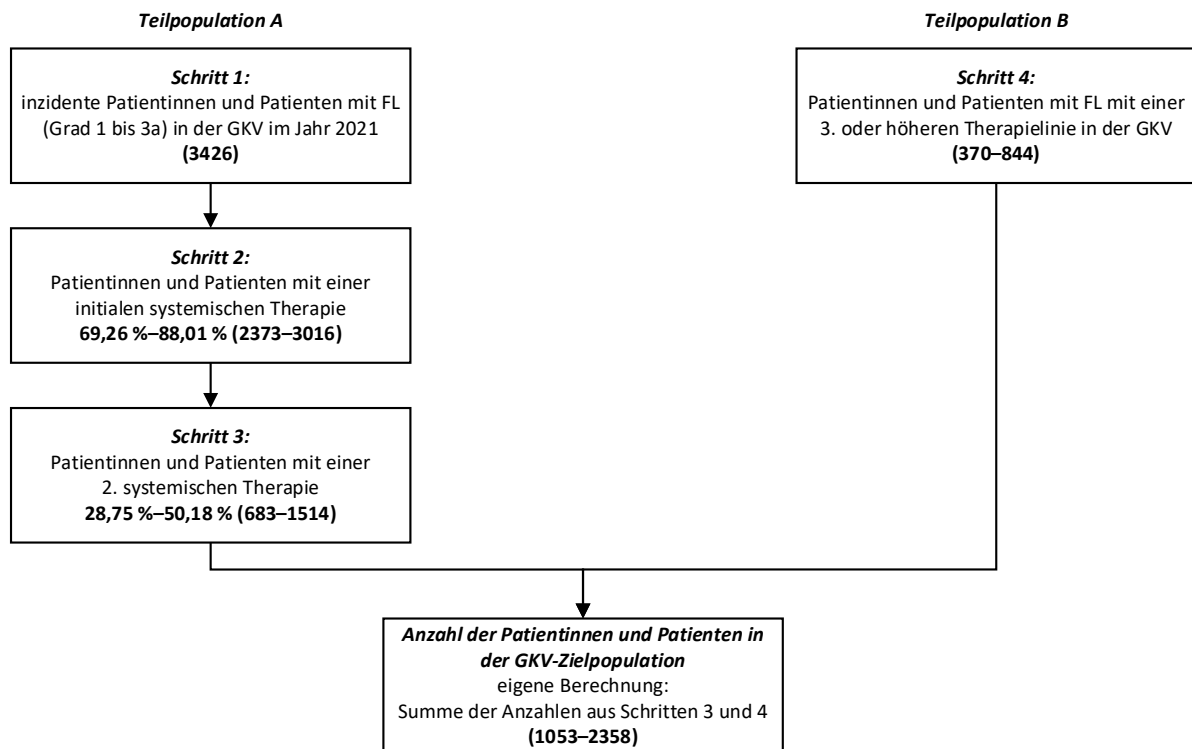 Teilpopulation A
Teilpopulation B
Schritt 1:
inzidente Patientinnen und Patienten mit FL
(Grad 1 bis 3a) in der GKV im Jahr 2021
(3426)
Schritt 4:
Patientinnen und Patienten mit FL mit einer
3. oder höheren Therapielinie in der GKV
(370–844)
Schritt 2:
Patientinnen und Patienten mit einer
initialen systemischen Therapie
69,26 %–88,01 % (2373–3016)
Schritt 3:
Patientinnen und Patienten mit einer
2. systemischen Therapie
28,75 %–50,18 % (683–1514)
Anzahl der Patientinnen und Patienten in
der GKV-Zielpopulation
eigene Berechnung:
Summe der Anzahlen aus Schritten 3 und 4
(1053–2358)